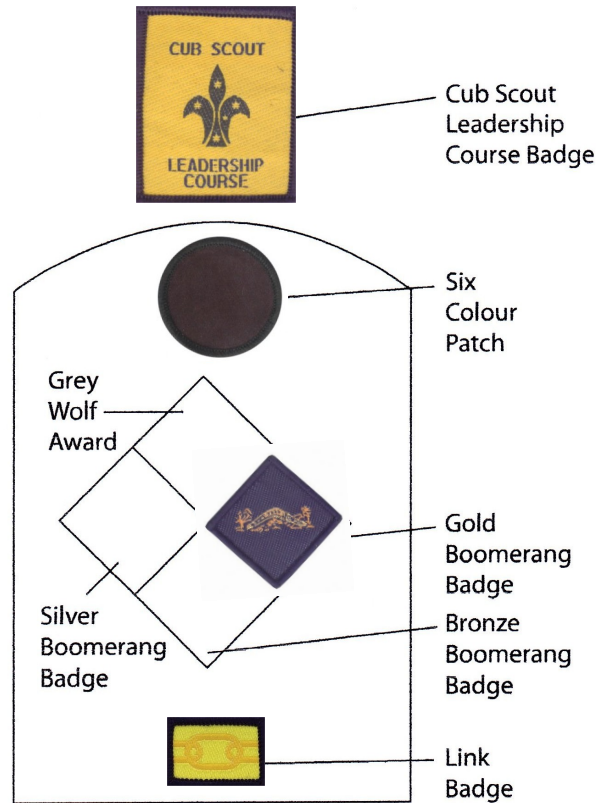 CUB SCOUT
LEADERSHIP
COURSE
Cub Scout
Leadership
Course Badge
Six
Colour
Patch
Grey
Wolf
Award
Gold
Boomerang
Badge
Silver
Boomerang
Badge
Bronze
Boomerang
Badge
Link
Badge